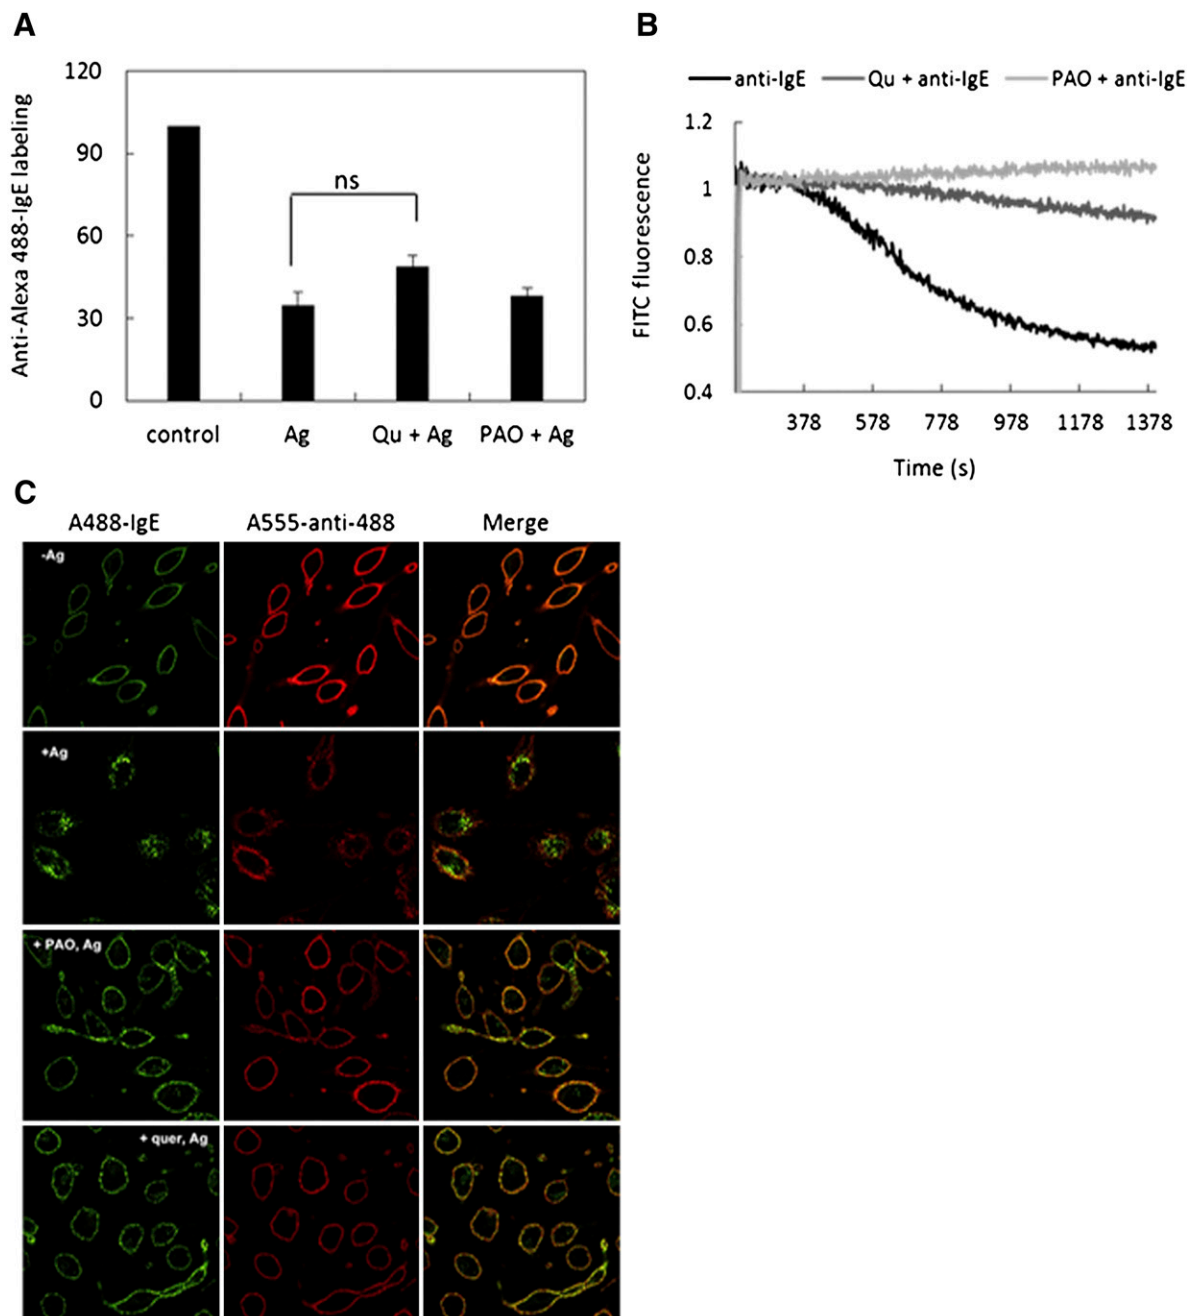 A
Anti-Alexa 488-IgE labeling
120
90
60
30
0
ns
control Ag Qu + Ag PAO + Ag
B
anti-IgE Qu + anti-IgE PAO + anti-IgE
FITC fluorescence
1.2
1
0.8
0.6
0.4
378 578 778 978 1178 1378
Time (s)
C
A488-IgE A555-anti-488 Merge
-Ag
+Ag
+ PAO, Ag
+ quer, Ag